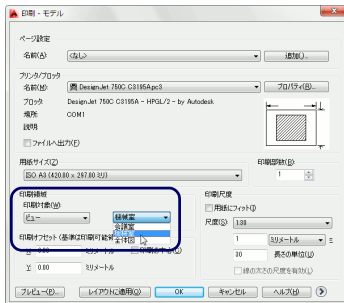 印刷 - モデル
ページ設定
名前(A) <なし> 追加()...
プリンタ/プロッタ
名前(M): DesignJet 750C C3195A.pc3 プロパティ(R)...
プロッタ: DesignJet 750C C3195A - HPGL/2 - by Autodesk
場所: COM1
説明:
ファイルへ出力(F)
用紙サイズ(Z) 印刷部数(B):
ISO A3 (420.00 x 297.00 ミリ) 1
印刷領域 印刷尺度
印刷対象(W): 用紙にフィット(I)
ビュー 機械室 尺度(S): 1:30
会議室
全体図
印刷オフセット (基準は印刷可能 1 ミリメートル =
X: 0.00 ミリメートル 30 長さの単位(U)
Y: 0.00 ミリメートル 線の太さの尺度を有効(L)
プレビュー(P)... レイアウトに適用(O) OK キャンセル ヘルプ(H)